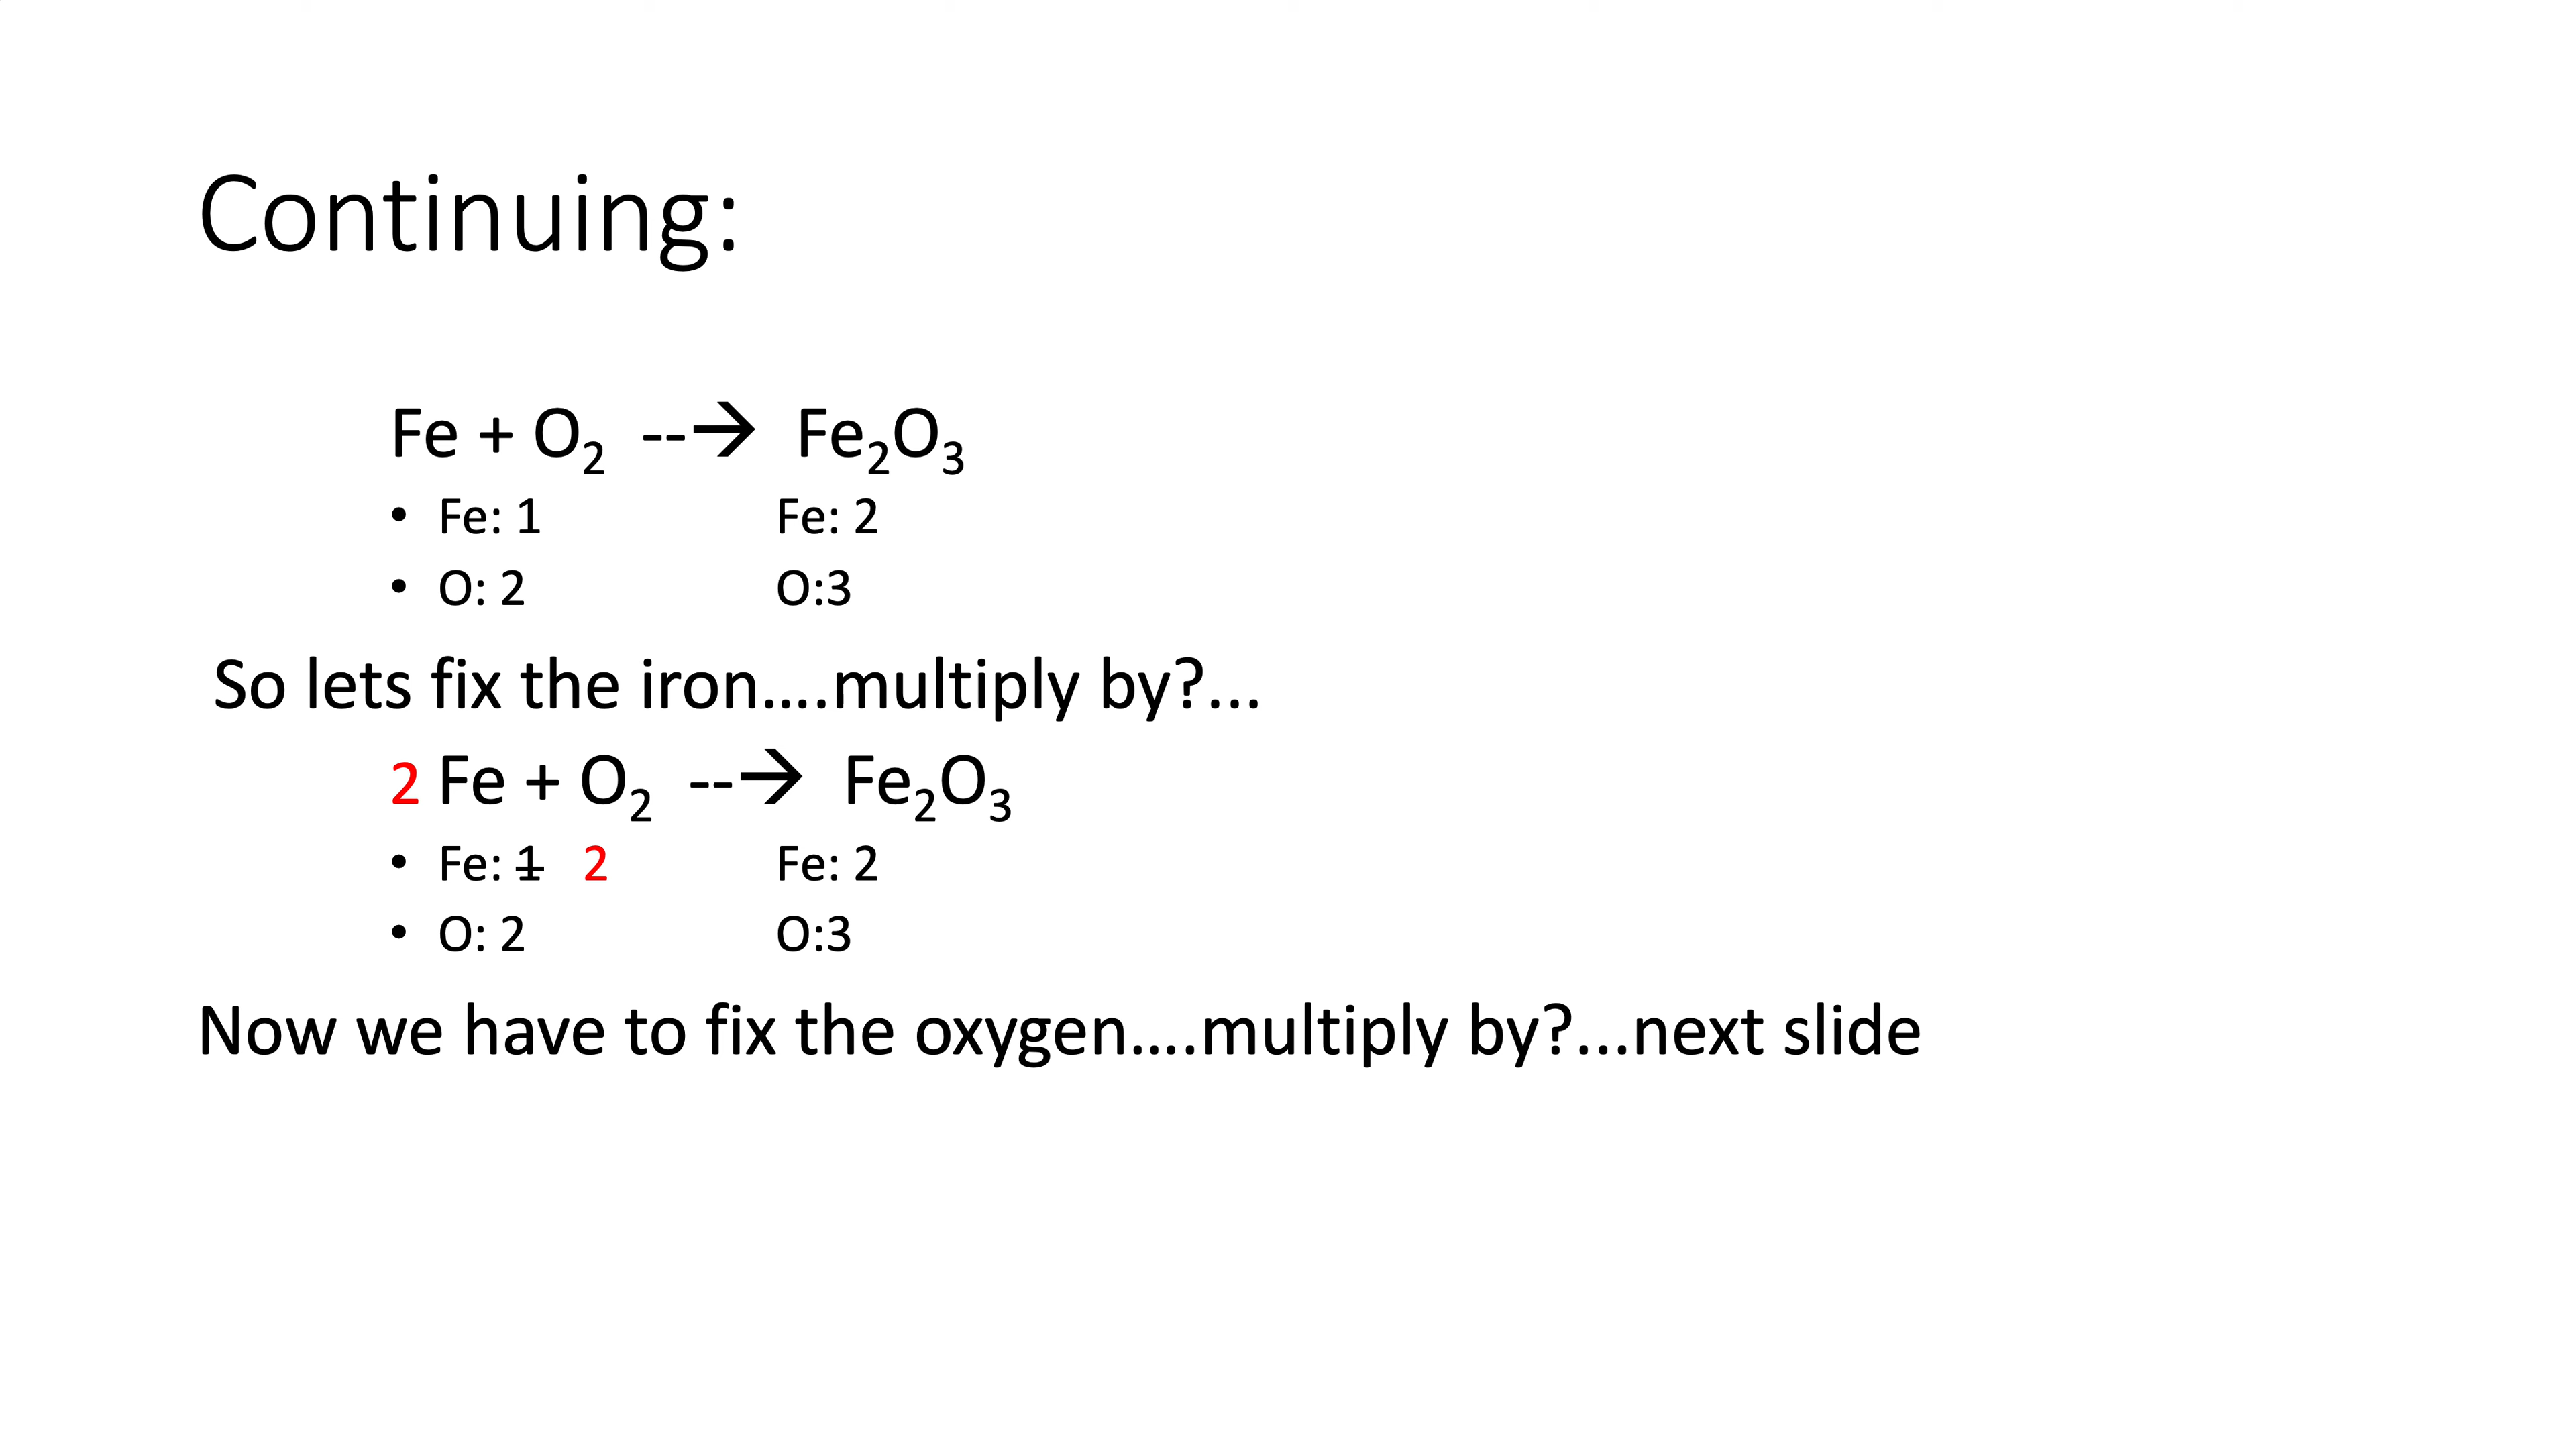 Continuing:
Fe + O₂ --→ Fe₂O₃
• Fe: 1 Fe: 2
• O: 2 O:3
So lets fix the iron....multiply by?...
2 Fe + O₂ --→ Fe₂O₃
• Fe: 1 2 Fe: 2
• O: 2 O:3
Now we have to fix the oxygen....multiply by?...next slide